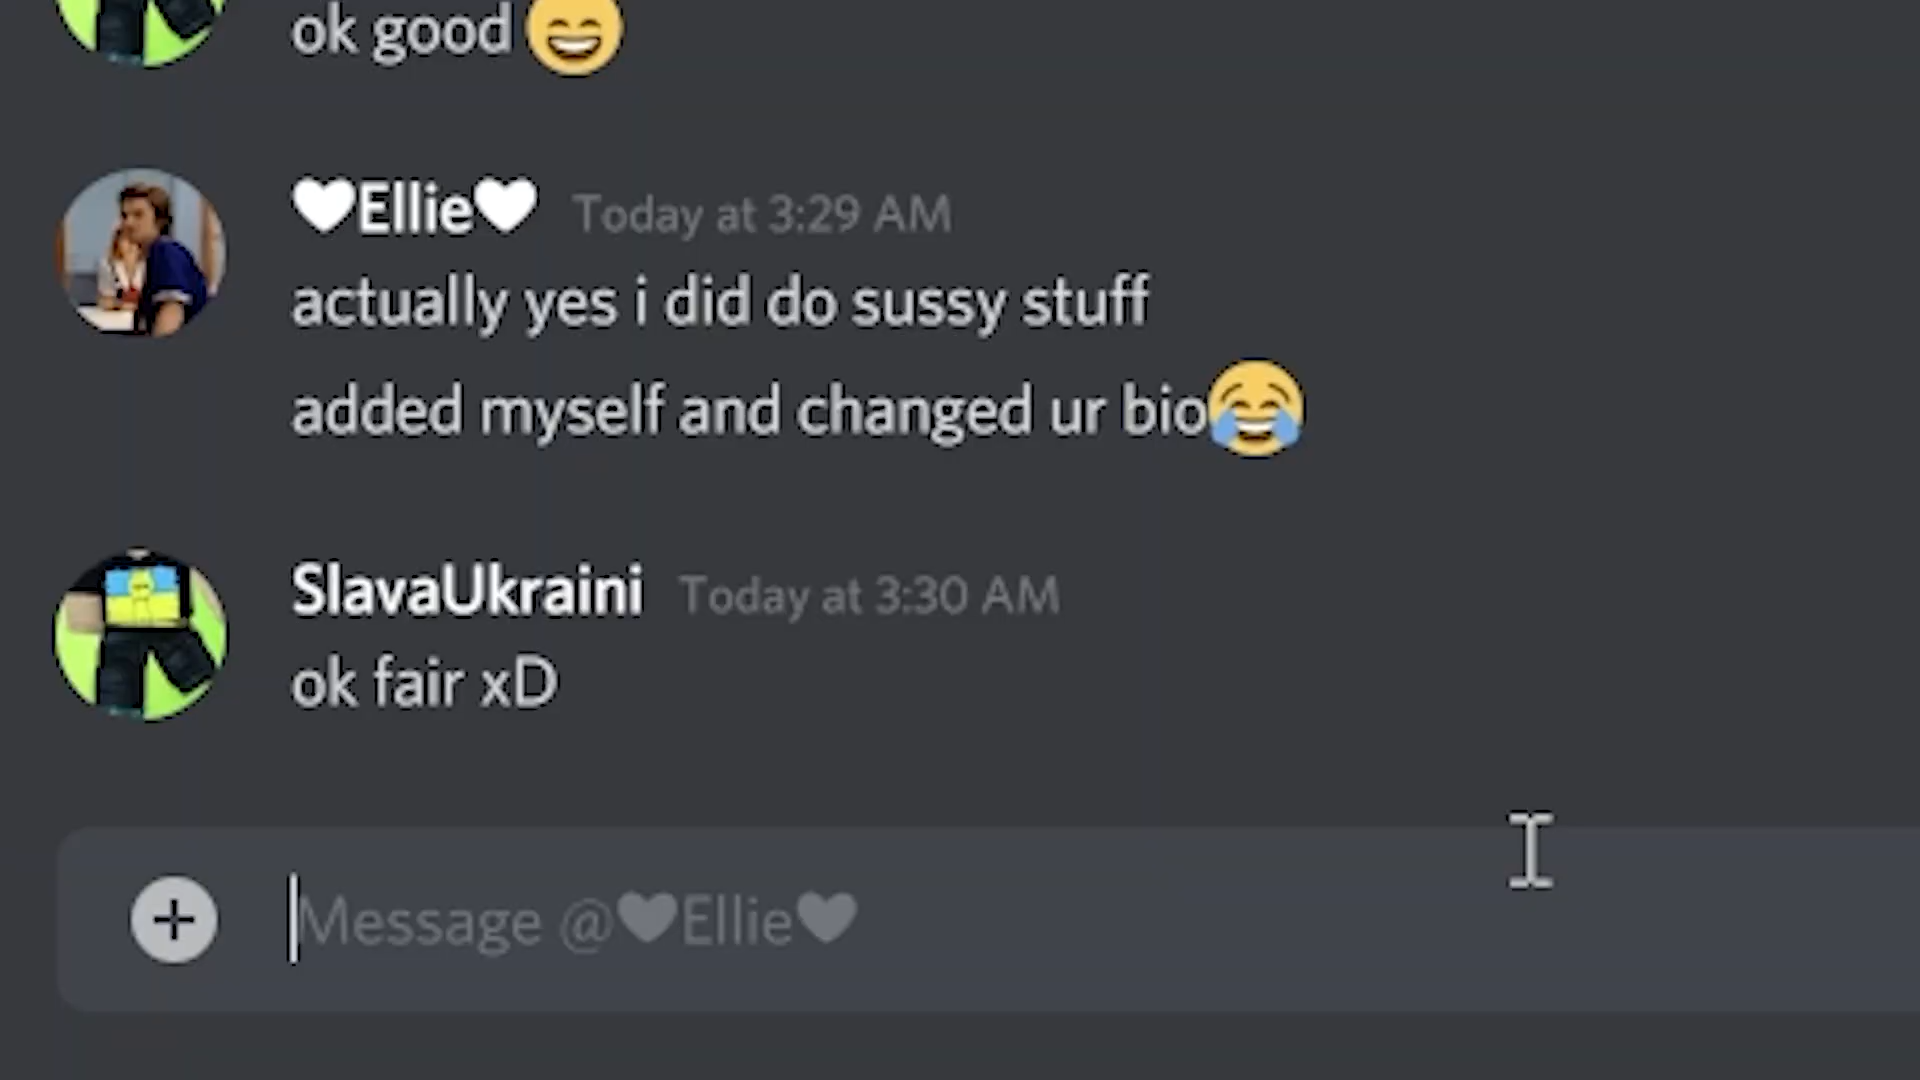 ok good 😄
🤍Ellie🤍 Today at 3:29 AM
actually yes i did do sussy stuff
added myself and changed ur bio😂
SlavaUkraini Today at 3:30 AM
ok fair xD
Message @🤍Ellie🤍